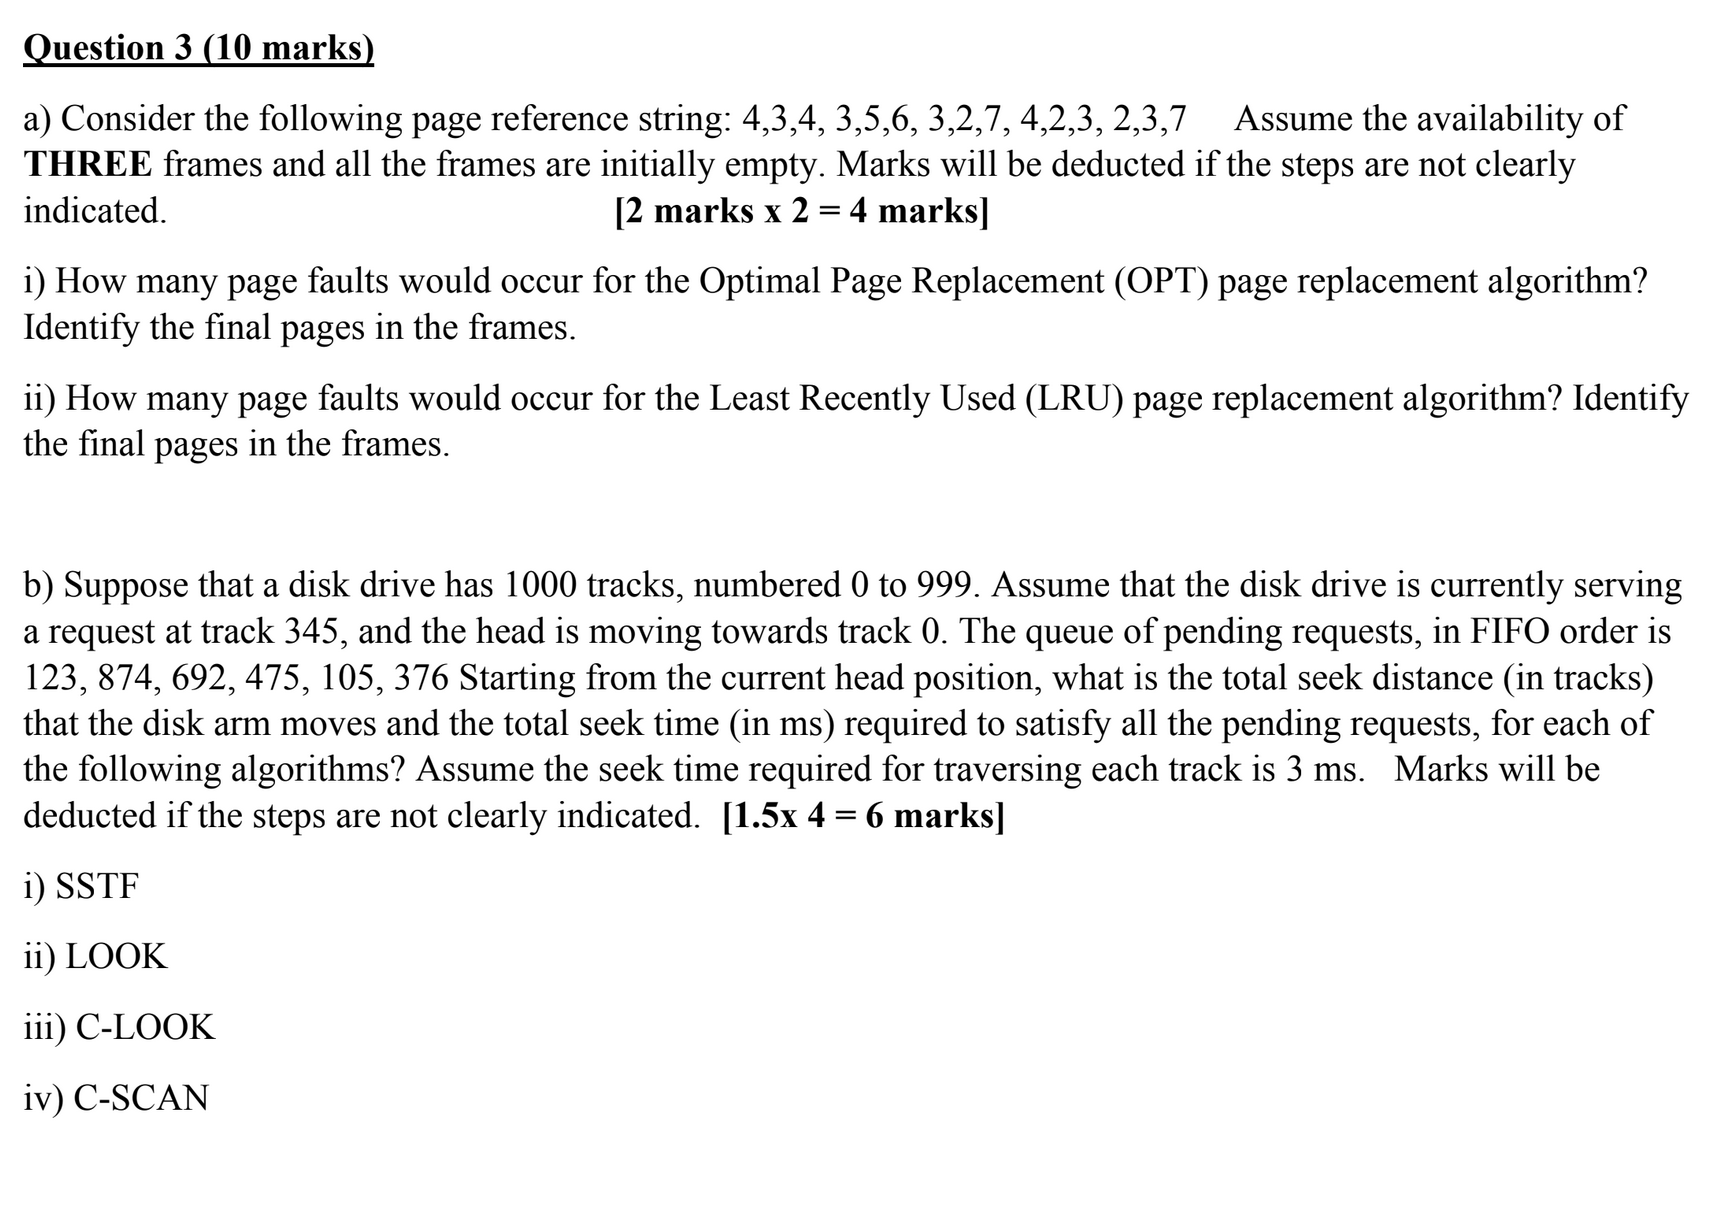 Question 3 (10 marks)
a) Consider the following page reference string: 4,3,4, 3,5,6, 3,2,7, 4,2,3, 2,3,7 Assume the availability of
THREE frames and all the frames are initially empty. Marks will be deducted if the steps are not clearly
indicated. [2 marks x 2 = 4 marks]
i) How many page faults would occur for the Optimal Page Replacement (OPT) page replacement algorithm?
Identify the final pages in the frames.
ii) How many page faults would occur for the Least Recently Used (LRU) page replacement algorithm? Identify
the final pages in the frames.
b) Suppose that a disk drive has 1000 tracks, numbered 0 to 999. Assume that the disk drive is currently serving
a request at track 345, and the head is moving towards track 0. The queue of pending requests, in FIFO order is
123, 874, 692, 475, 105, 376 Starting from the current head position, what is the total seek distance (in tracks)
that the disk arm moves and the total seek time (in ms) required to satisfy all the pending requests, for each of
the following algorithms? Assume the seek time required for traversing each track is 3 ms. Marks will be
deducted if the steps are not clearly indicated. [1.5x 4 = 6 marks]
i) SSTF
ii) LOOK
iii) C-LOOK
iv) C-SCAN